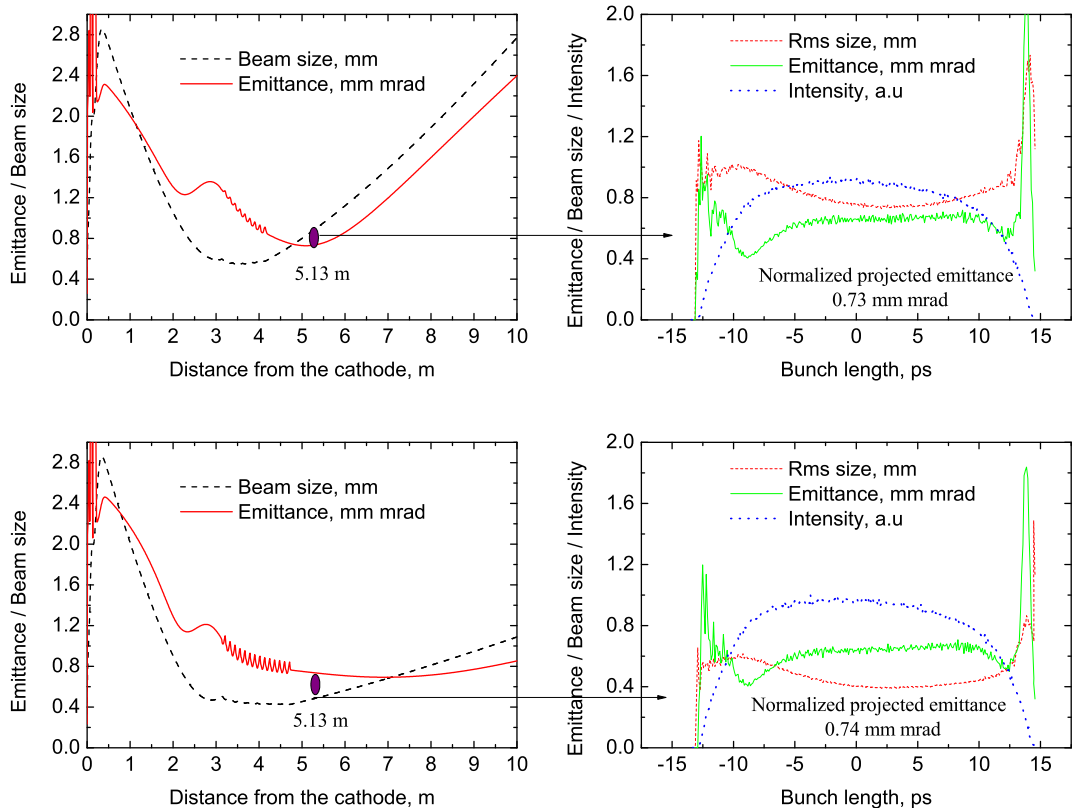 Emittance / Beam size
2.8
2.4
2.0
1.6
1.2
0.8
0.4
0.0
Beam size, mm
Emittance, mm mrad
5.13 m
0 1 2 3 4 5 6 7 8 9 10
Distance from the cathode, m
Emittance / Beam size / Intensity
2.0
1.6
1.2
0.8
0.4
0.0
Rms size, mm
Emittance, mm mrad
Intensity, a.u
Normalized projected emittance
0.73 mm mrad
-15 -10 -5 0 5 10 15
Bunch length, ps
Emittance / Beam size
2.8
2.4
2.0
1.6
1.2
0.8
0.4
0.0
Beam size, mm
Emittance, mm mrad
5.13 m
0 1 2 3 4 5 6 7 8 9 10
Distance from the cathode, m
Emittance / Beam size / Intensity
2.0
1.6
1.2
0.8
0.4
0.0
Rms size, mm
Emittance, mm mrad
Intensity, a.u
Normalized projected emittance
0.74 mm mrad
-15 -10 -5 0 5 10 15
Bunch length, ps